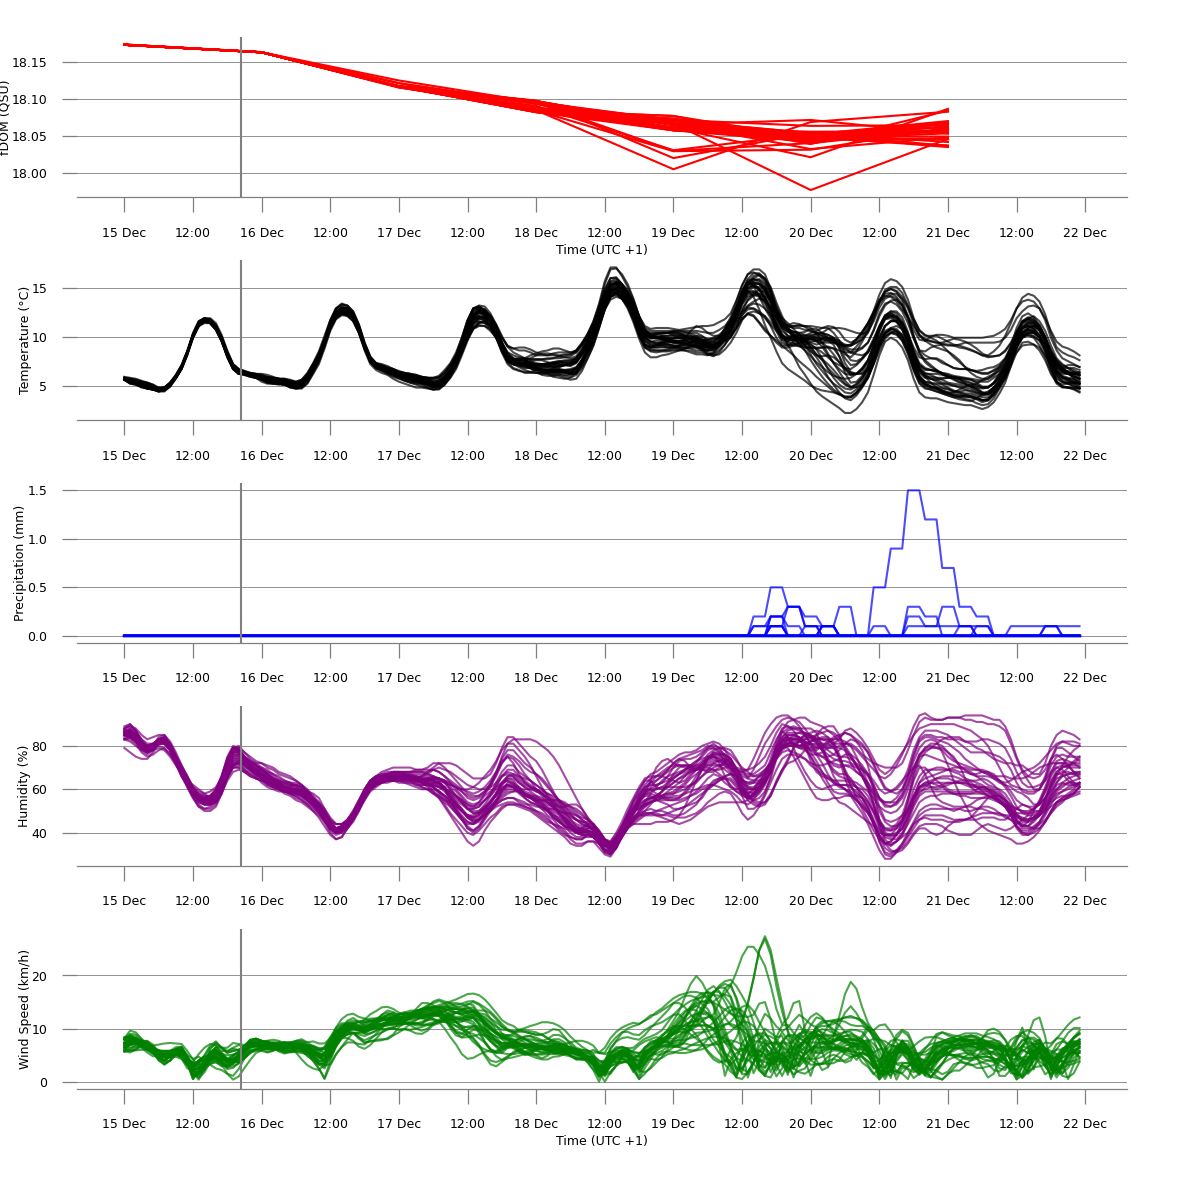 fDOM (QSU)
18.15
18.10
18.05
18.00
15 Dec 12:00 16 Dec 12:00 17 Dec 12:00 18 Dec 12:00 19 Dec 12:00 20 Dec 12:00 21 Dec 12:00 22 Dec
Time (UTC +1)
Temperature (°C)
15
10
5
15 Dec 12:00 16 Dec 12:00 17 Dec 12:00 18 Dec 12:00 19 Dec 12:00 20 Dec 12:00 21 Dec 12:00 22 Dec
Precipitation (mm)
1.5
1.0
0.5
0.0
15 Dec 12:00 16 Dec 12:00 17 Dec 12:00 18 Dec 12:00 19 Dec 12:00 20 Dec 12:00 21 Dec 12:00 22 Dec
Humidity (%)
80
60
40
15 Dec 12:00 16 Dec 12:00 17 Dec 12:00 18 Dec 12:00 19 Dec 12:00 20 Dec 12:00 21 Dec 12:00 22 Dec
Wind Speed (km/h)
20
10
0
15 Dec 12:00 16 Dec 12:00 17 Dec 12:00 18 Dec 12:00 19 Dec 12:00 20 Dec 12:00 21 Dec 12:00 22 Dec
Time (UTC +1)